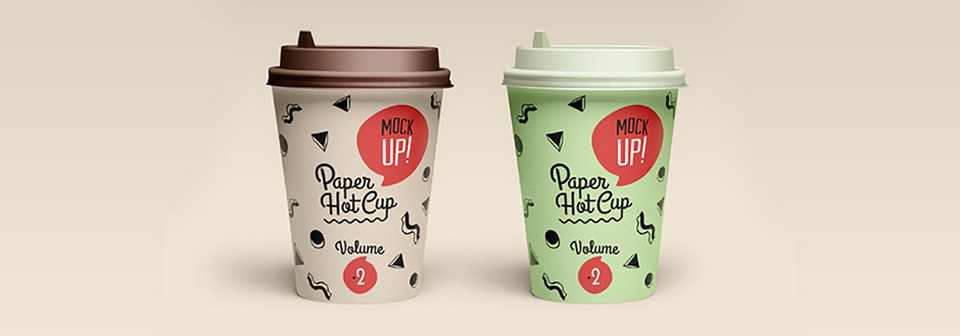 MOCK
UP!
Paper
Hot Cup
Volume
·2
MOCK
UP!
Paper
Hot Cup
Volume
·2